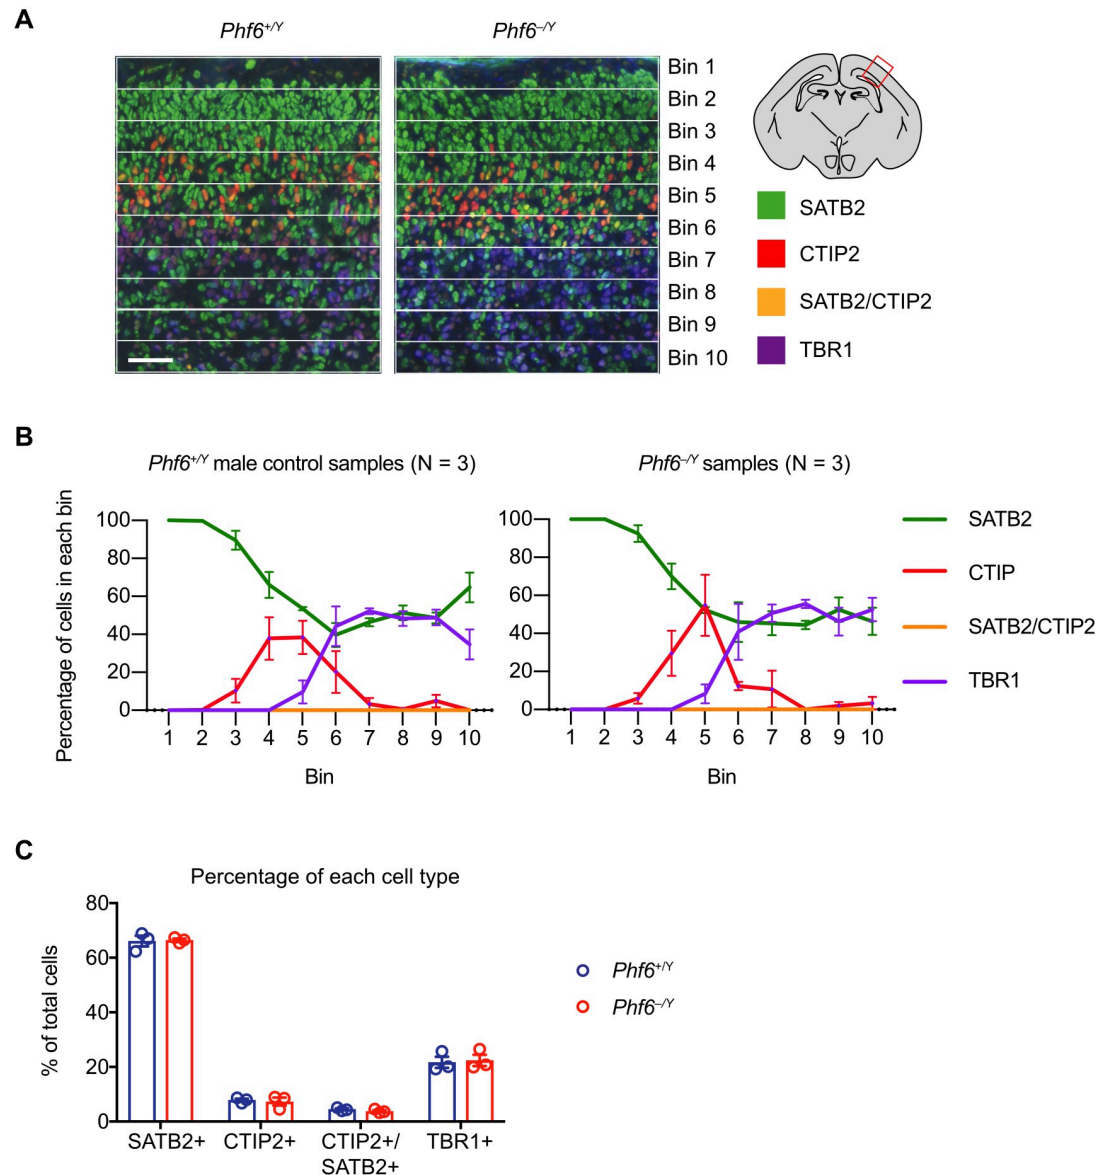 A
Phf6+/Y
Phf6–/Y
Bin 1
Bin 2
Bin 3
Bin 4
Bin 5
Bin 6
Bin 7
Bin 8
Bin 9
Bin 10
SATB2
CTIP2
SATB2/CTIP2
TBR1
B
Phf6+/Y male control samples (N = 3)
Phf6–/Y samples (N = 3)
Percentage of cells in each bin
100
80
60
40
20
0
1 2 3 4 5 6 7 8 9 10
Bin
100
80
60
40
20
0
1 2 3 4 5 6 7 8 9 10
Bin
SATB2
CTIP
SATB2/CTIP2
TBR1
C
Percentage of each cell type
% of total cells
80
60
40
20
0
SATB2+
CTIP2+
CTIP2+/
SATB2+
TBR1+
Phf6+/Y
Phf6–/Y